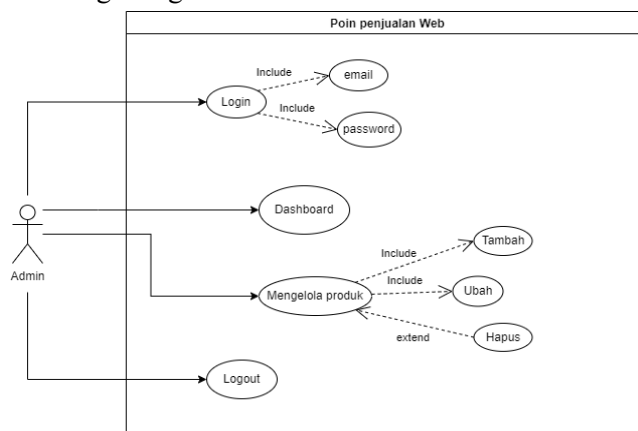 Poin penjualan Web
Include
email
Login
Include
password
Dashboard
Admin
Include
Tambah
Mengelola produk
Include
Ubah
extend
Hapus
Logout